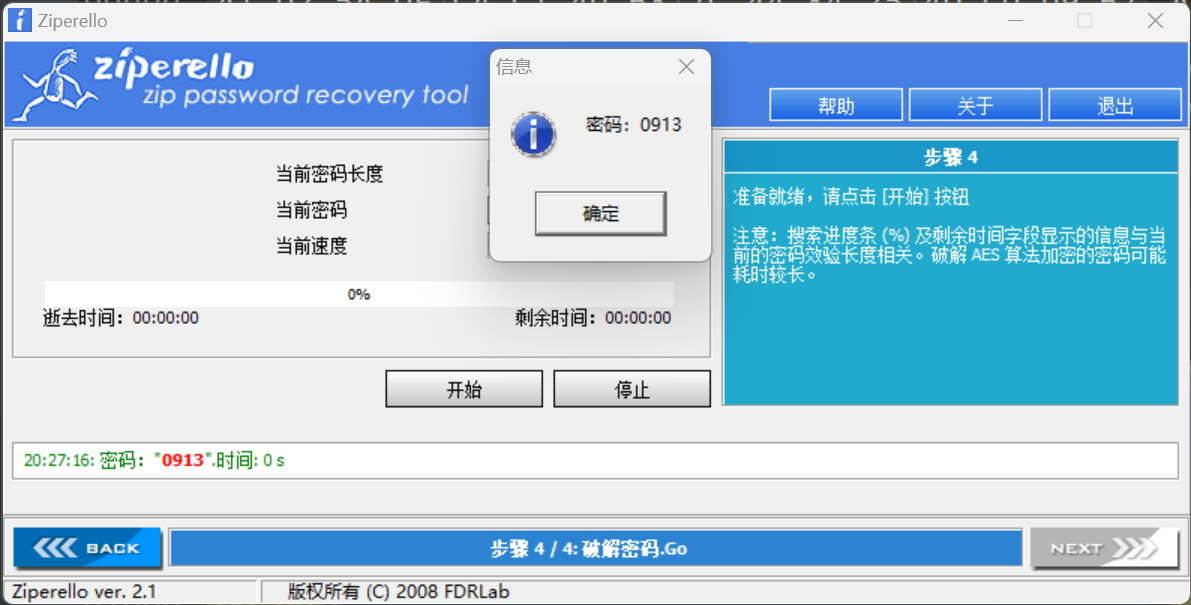 Ziperello
信息
ziperello
zip password recovery tool
密码：0913
确定
帮助
关于
退出
当前密码长度
当前密码
当前速度
0%
逝去时间：00:00:00
剩余时间：00:00:00
开始
停止
步骤 4
准备就绪，请点击 [开始] 按钮
注意：搜索进度条 (%) 及剩余时间字段显示的信息与当
前的密码效验长度相关。破解 AES 算法加密的密码可能
耗时较长。
20:27:16: 密码："0913".时间: 0 s
BACK
步骤 4 / 4: 破解密码.Go
NEXT
Ziperello ver. 2.1
版权所有 (C) 2008 FDRLab